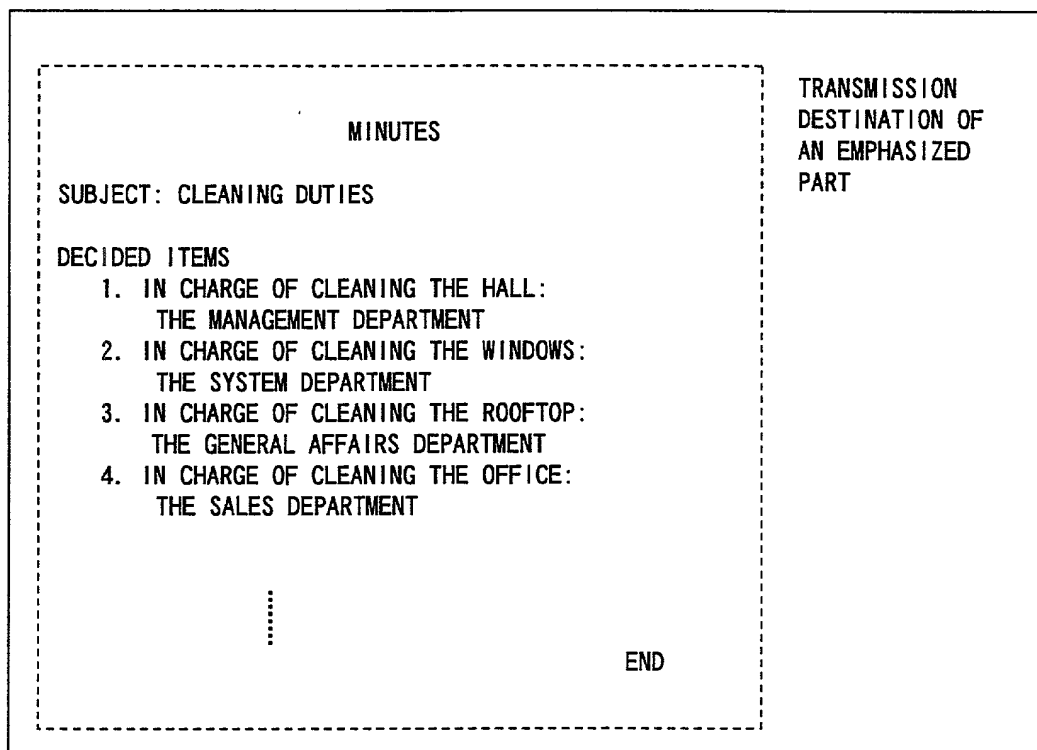 MINUTES
SUBJECT: CLEANING DUTIES
DECIDED ITEMS
1. IN CHARGE OF CLEANING THE HALL:
THE MANAGEMENT DEPARTMENT
2. IN CHARGE OF CLEANING THE WINDOWS:
THE SYSTEM DEPARTMENT
3. IN CHARGE OF CLEANING THE ROOFTOP:
THE GENERAL AFFAIRS DEPARTMENT
4. IN CHARGE OF CLEANING THE OFFICE:
THE SALES DEPARTMENT
END
TRANSMISSION
DESTINATION OF
AN EMPHASIZED
PART